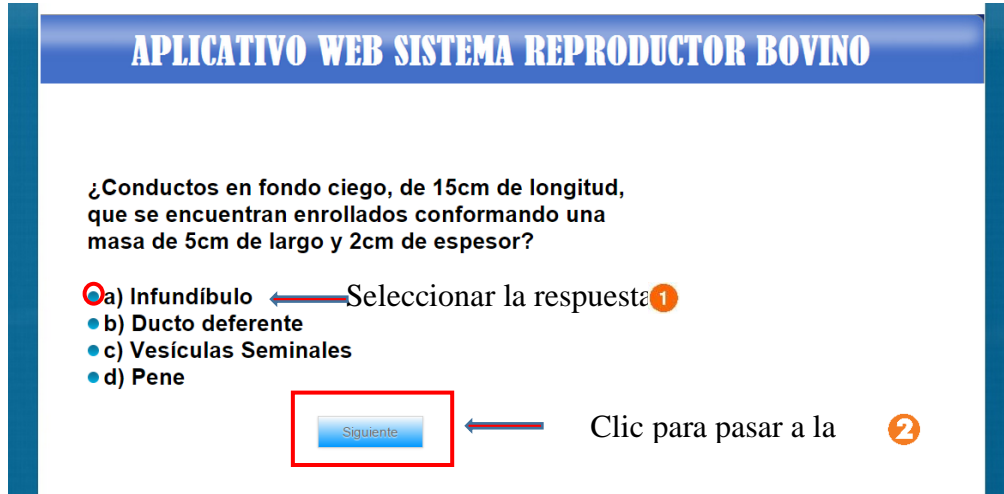 APLICATIVO WEB SISTEMA REPRODUCTOR BOVINO
¿Conductos en fondo ciego, de 15cm de longitud,
que se encuentran enrollados conformando una
masa de 5cm de largo y 2cm de espesor?
a) Infundíbulo
Seleccionar la respuesta
1
b) Ducto deferente
c) Vesículas Seminales
d) Pene
Siguiente
Clic para pasar a la
2